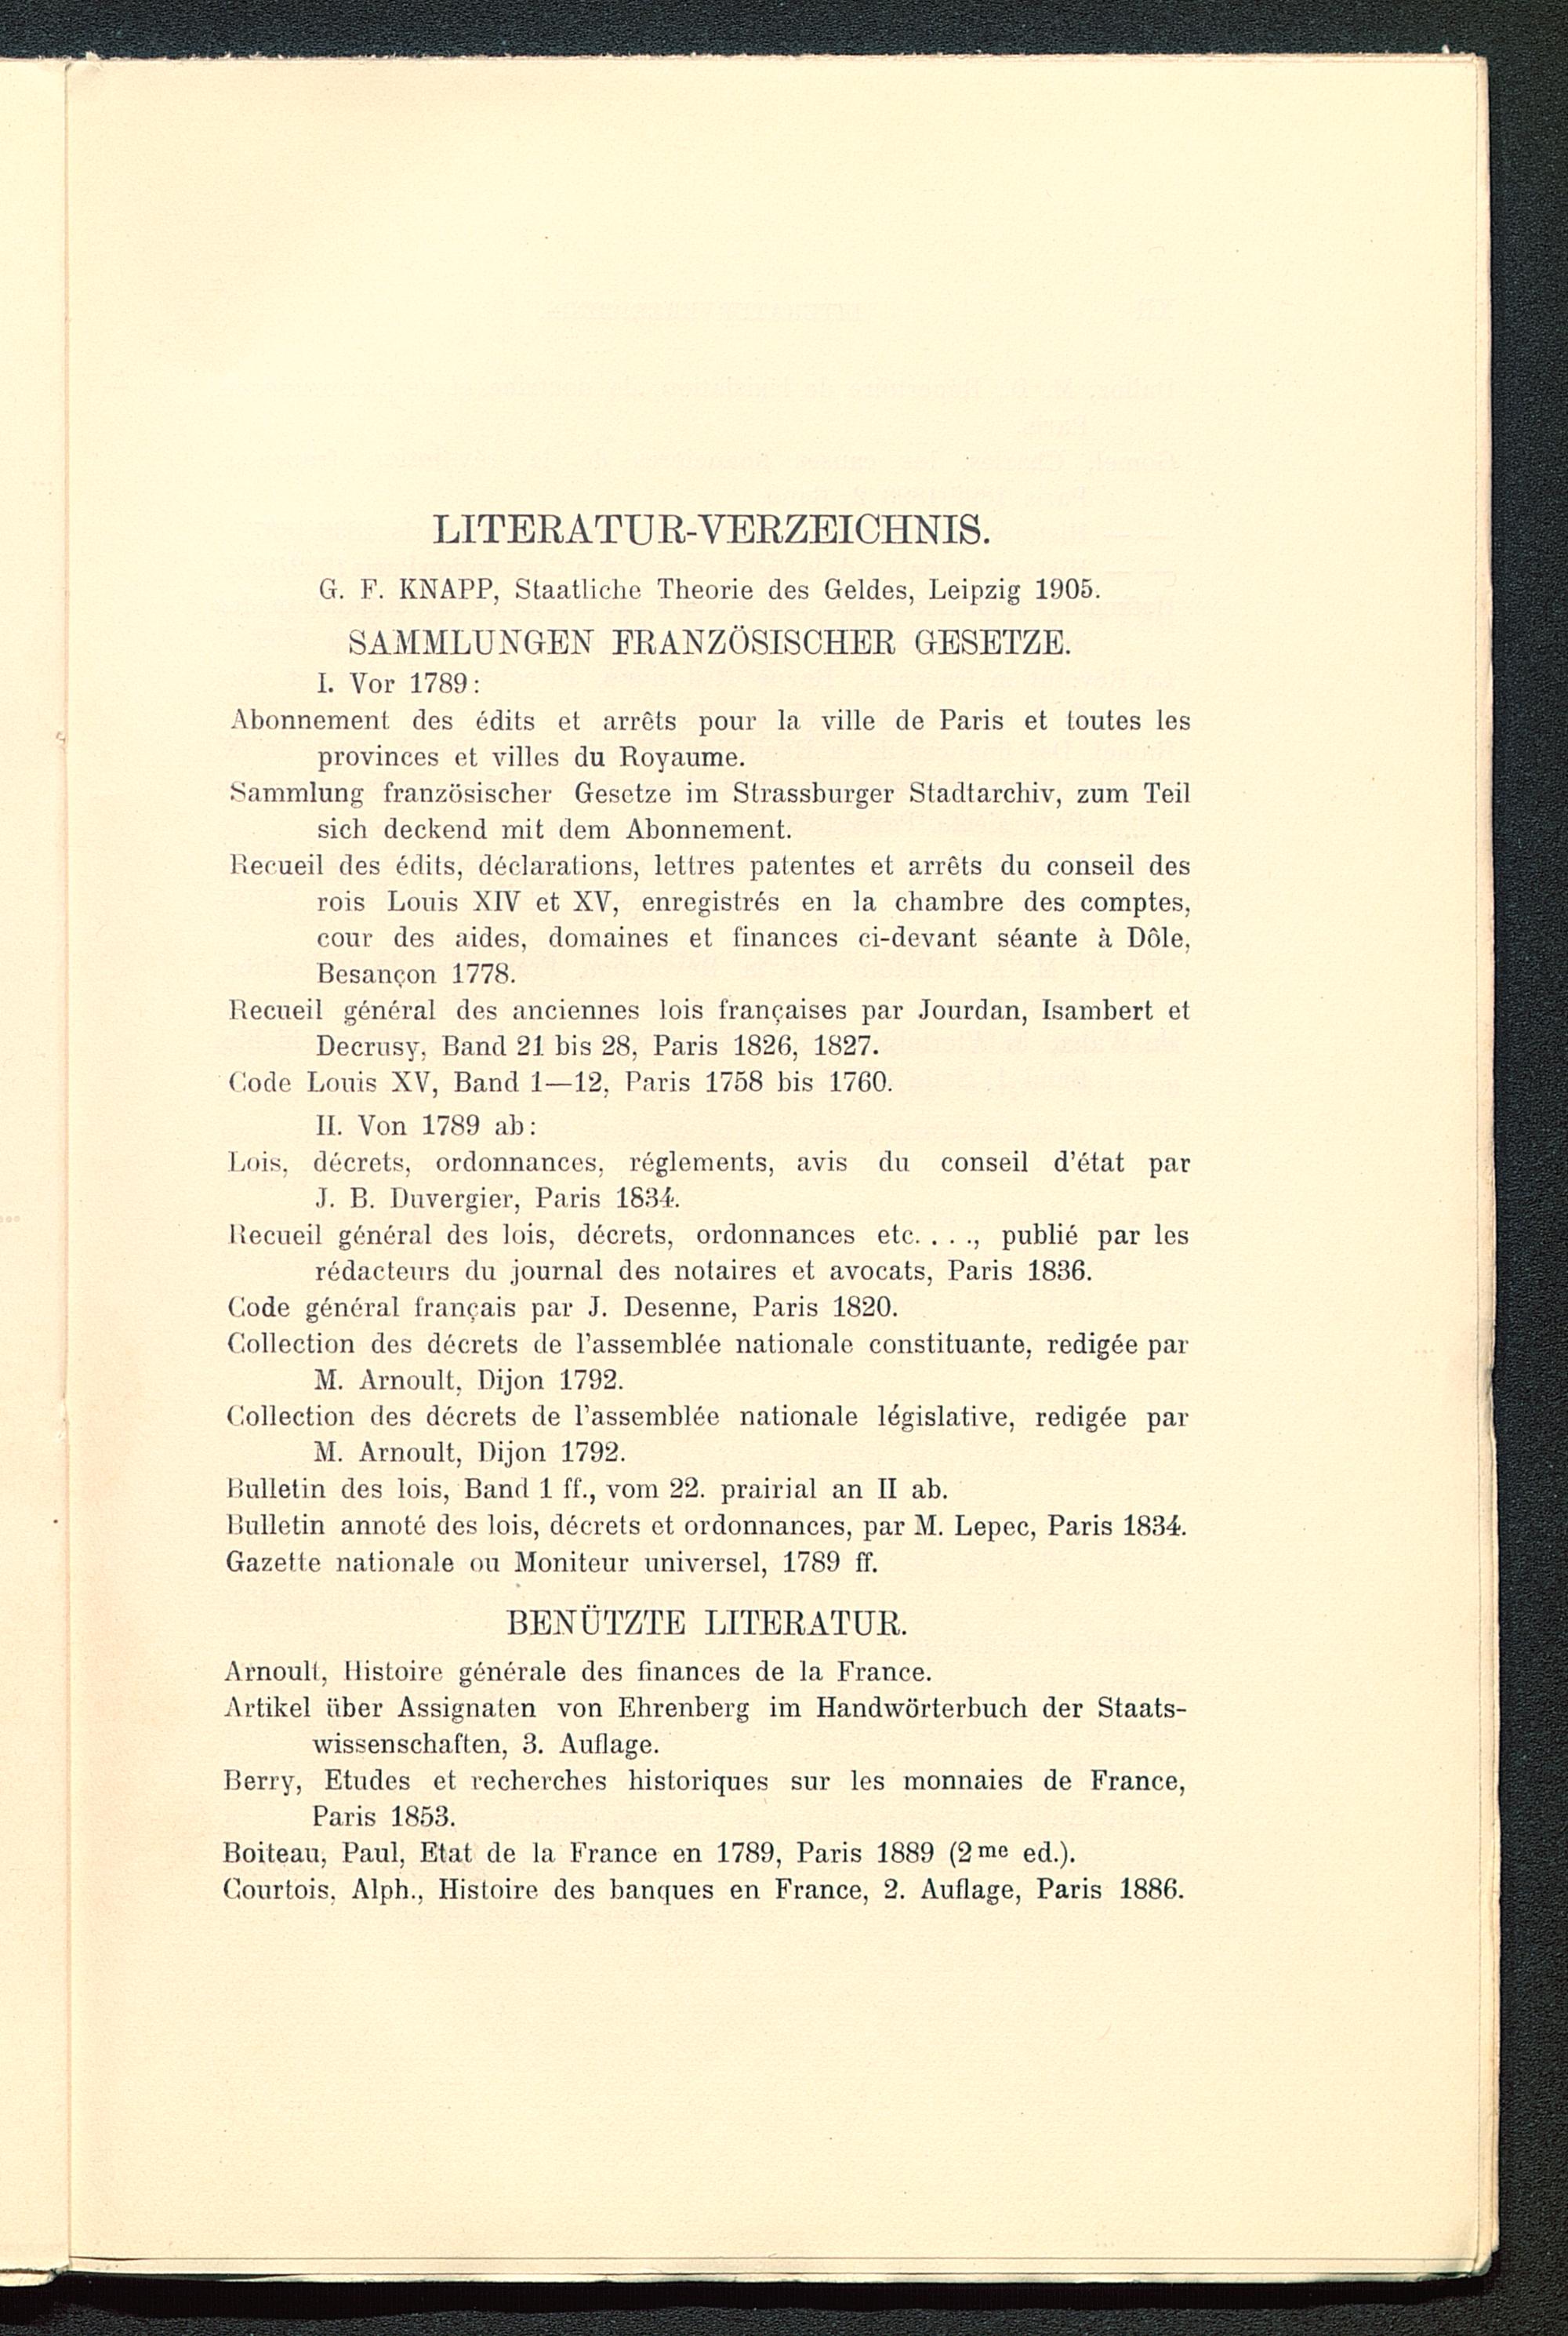 LITERATUR-VERZEICHNIS.
G. F. KNAPP, Staatliche Theorie des Geldes, Leipzig 1905.
SAMMLUNGEN FRANZÖSISCHER GESETZE.
I. Vor 1789:
Abonnement des édits et arrêts pour la ville de Paris et toutes les
provinces et villes du Royaume.
Sammlung französischer Gesetze im Strassburger Stadtarchiv, zum Teil
sich deckend mit dem Abonnement.
Recueil des édits, déclarations, lettres patentes et arrêts du conseil des
rois Louis XIV et XV, enregistrés en la chambre des comptes,
cour des aides, domaines et finances ci-devant séante à Dôle,
Besançon 1778.
Recueil général des anciennes lois françaises par Jourdan, Isambert et
Decrusy, Band 21 bis 28, Paris 1826, 1827.
Code Louis XV, Band 1—12, Paris 1758 bis 1760.
II. Von 1789 ab:
Lois, décrets, ordonnances, réglements, avis du conseil d'état par
J. B. Duvergier, Paris 1834.
Recueil général des lois, décrets, ordonnances etc. . . ., publié par les
rédacteurs du journal des notaires et avocats, Paris 1836.
Code général français par J. Desenne, Paris 1820.
Collection des décrets de l'assemblée nationale constituante, redigée par
M. Arnoult, Dijon 1792.
Collection des décrets de l'assemblée nationale législative, redigée par
M. Arnoult, Dijon 1792.
Bulletin des lois, Band 1 ff., vom 22. prairial an II ab.
Bulletin annoté des lois, décrets et ordonnances, par M. Lepec, Paris 1834.
Gazette nationale ou Moniteur universel, 1789 ff.
BENÜTZTE LITERATUR.
Arnoult, Histoire générale des finances de la France.
Artikel über Assignaten von Ehrenberg im Handwörterbuch der Staats-
wissenschaften, 3. Auflage.
Berry, Etudes et recherches historiques sur les monnaies de France,
Paris 1853.
Boiteau, Paul, Etat de la France en 1789, Paris 1889 (2me ed.).
Courtois, Alph., Histoire des banques en France, 2. Auflage, Paris 1886.